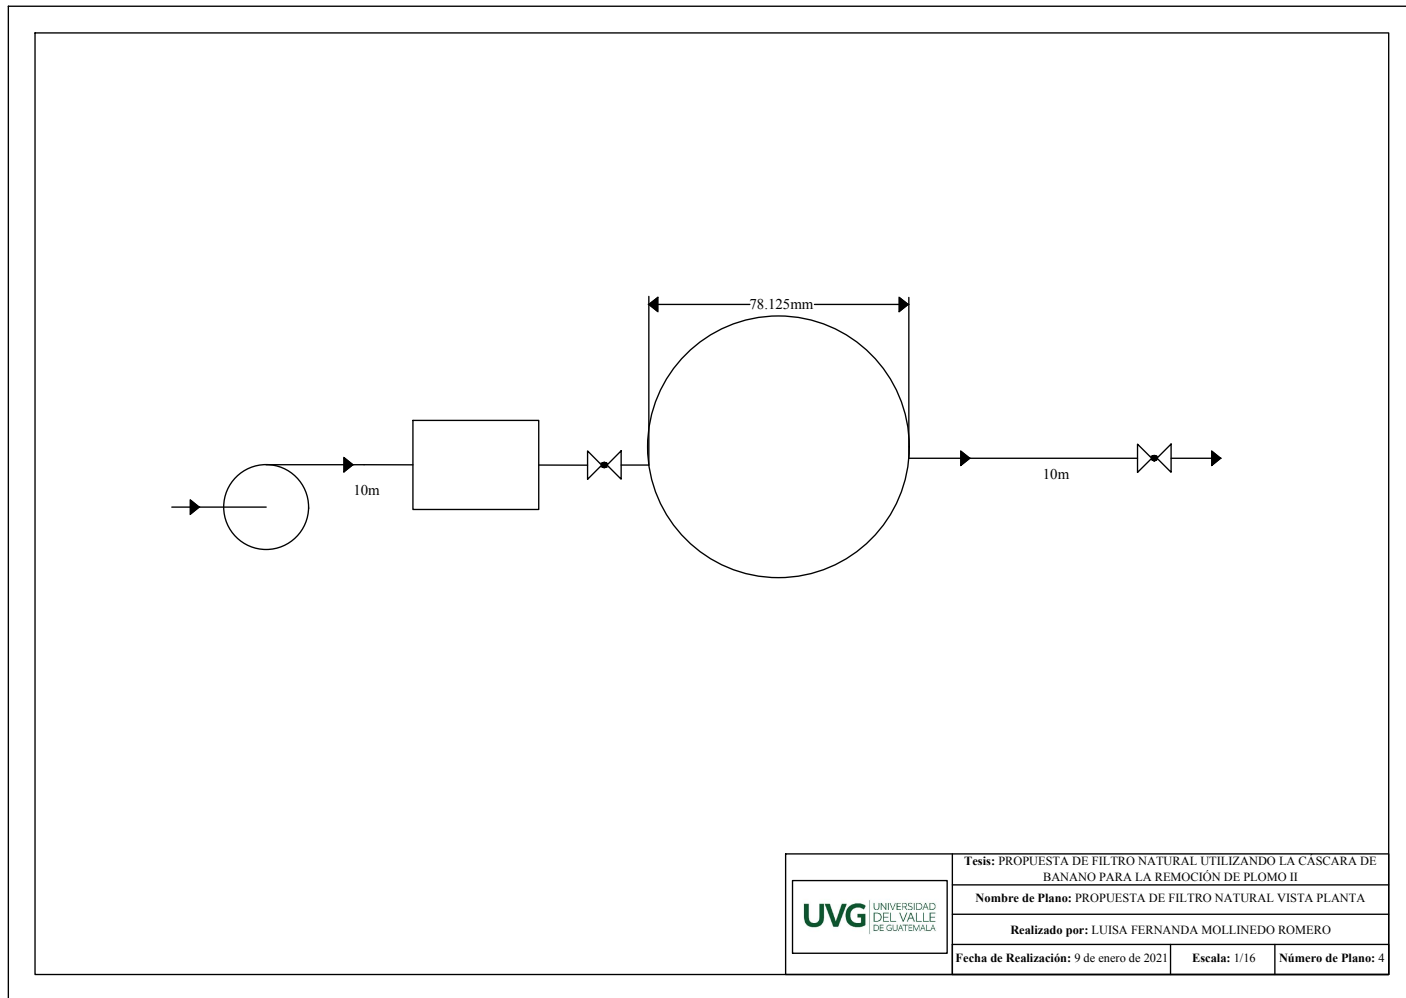 78.125mm
10m
10m
Tesis: PROPUESTA DE FILTRO NATURAL UTILIZANDO LA CÁSCARA DE
BANANO PARA LA REMOCIÓN DE PLOMO II
Nombre de Plano: PROPUESTA DE FILTRO NATURAL VISTA PLANTA
UVG
UNIVERSIDAD
DEL VALLE
DE GUATEMALA
Realizado por: LUISA FERNANDA MOLLINEDO ROMERO
Fecha de Realización: 9 de enero de 2021
Escala: 1/16
Número de Plano: 4